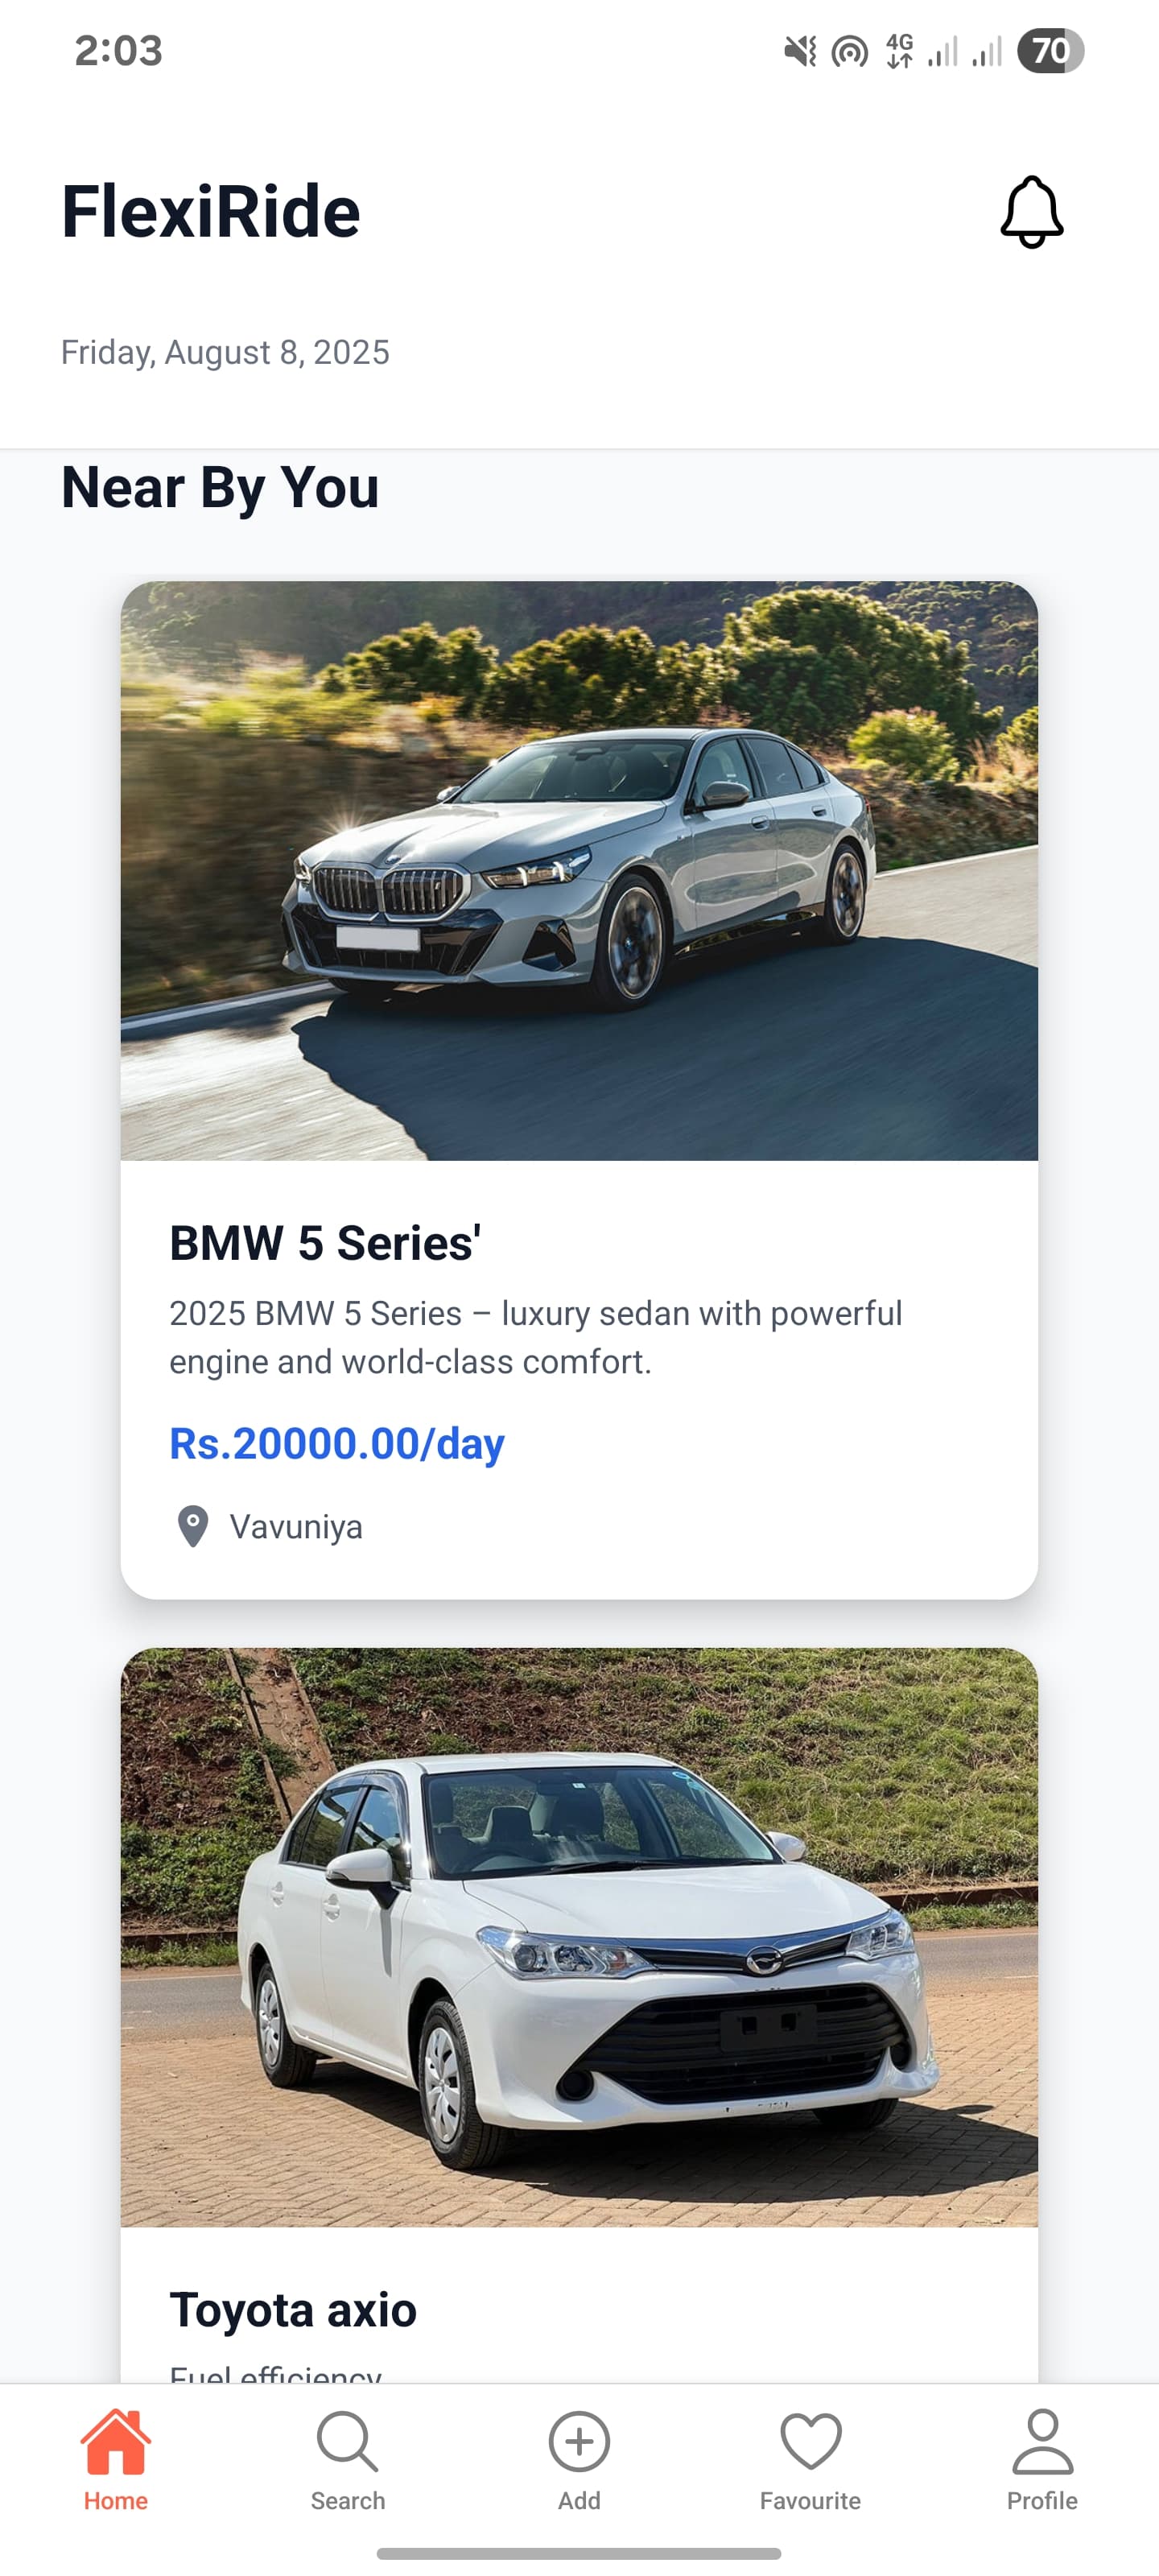 2:03
4G
70
FlexiRide
Friday, August 8, 2025
Near By You
BMW 5 Series'
2025 BMW 5 Series – luxury sedan with powerful
engine and world-class comfort.
Rs.20000.00/day
Vavuniya
Toyota axio
Fuel efficiency
Home
Search
Add
Favourite
Profile